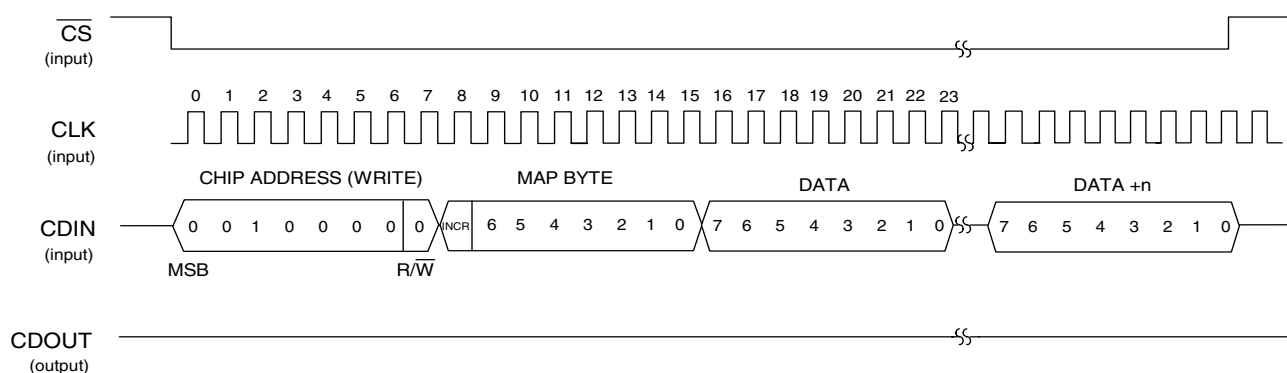 CS
(input)
0 1 2 3 4 5 6 7 8 9 10 11 12 13 14 15 16 17 18 19 20 21 22 23
CLK
(input)
CHIP ADDRESS (WRITE) MAP BYTE DATA DATA +n
CDIN 0 0 1 0 0 0 0 0 INCR 6 5 4 3 2 1 0 7 6 5 4 3 2 1 0 7 6 5 4 3 2 1 0
(input)
MSB R/W
CDOUT
(output)